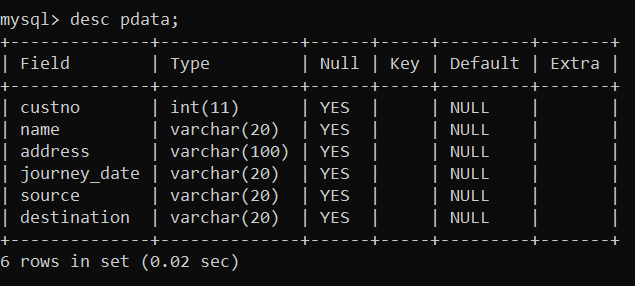 mysql> desc pdata;
+--------------+--------------+------+-----+---------+-------+
| Field        | Type         | Null | Key | Default | Extra |
+--------------+--------------+------+-----+---------+-------+
| custno       | int(11)      | YES  |     | NULL    |       |
| name         | varchar(20)  | YES  |     | NULL    |       |
| address      | varchar(100) | YES  |     | NULL    |       |
| journey_date | varchar(20)  | YES  |     | NULL    |       |
| source       | varchar(20)  | YES  |     | NULL    |       |
| destination  | varchar(20)  | YES  |     | NULL    |       |
+--------------+--------------+------+-----+---------+-------+
6 rows in set (0.02 sec)